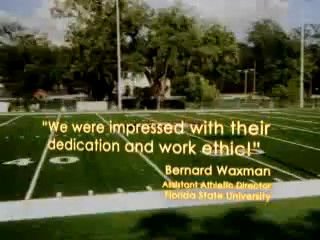 "We were impressed with their
dedication and work ethic!"
Bernard Waxman
Assistant Athletic Director
Florida State University
40